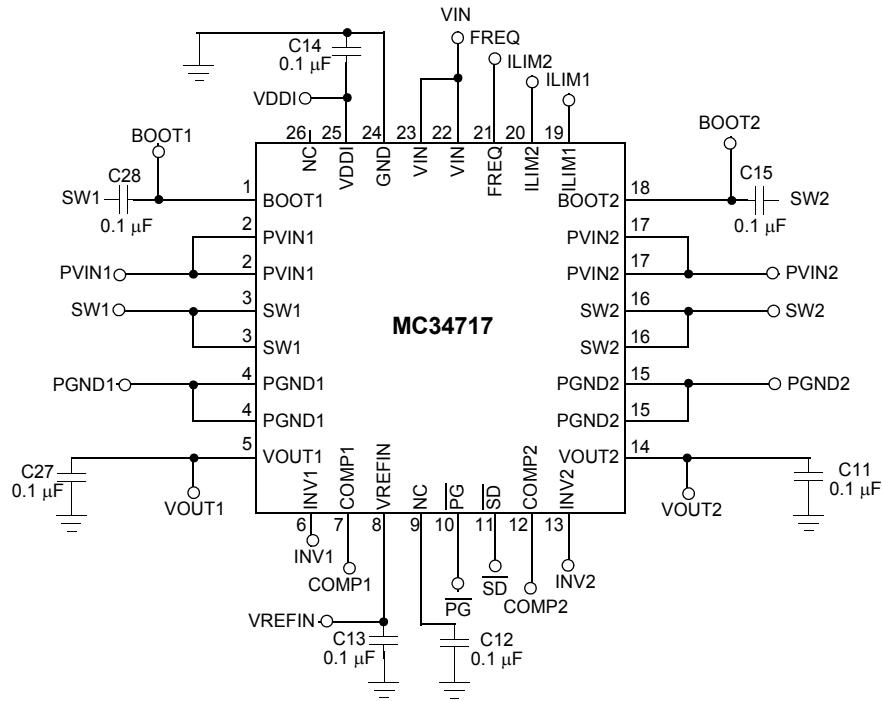 VIN
FREQ
ILIM2
ILIM1
C14
0.1 μF
VDDI
26 25 24 23 22 21 20 19
NC VDDI GND VIN VIN FREQ ILIM2 ILIM1
BOOT1
BOOT2
C28
SW1
0.1 μF
1 BOOT1
BOOT2 18
C15
SW2
0.1 μF
2 PVIN1
PVIN2 17
PVIN1
2 PVIN1
PVIN2 17
PVIN2
SW1
3 SW1
SW2 16
SW2
MC34717
3 SW1
SW2 16
PGND1
4 PGND1
PGND2 15
PGND2
4 PGND1
PGND2 15
5 VOUT1
VOUT2 14
C27
0.1 μF
VOUT1
C11
0.1 μF
VOUT2
INV1 COMP1 VREFIN NC PG SD COMP2 INV2
6 7 8 9 10 11 12 13
INV1
COMP1
PG
SD
COMP2
INV2
VREFIN
C13
0.1 μF
C12
0.1 μF